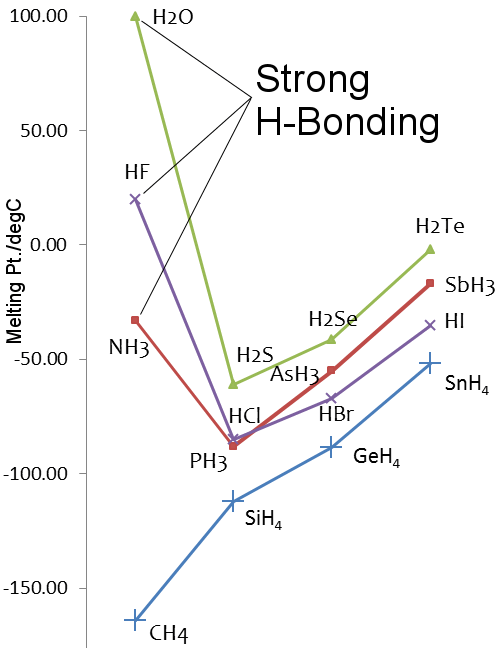 100.00
50.00
0.00
-50.00
-100.00
-150.00
Melting Pt./degC
Strong
H-Bonding
H2O
HF
NH3
H2S
HCl
PH3
SiH₄
CH4
H2Se
AsH3
HBr
GeH₄
H2Te
SbH3
HI
SnH₄